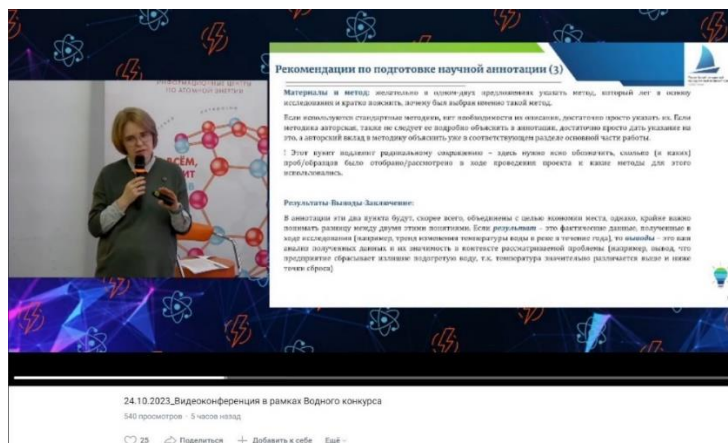 ИНФОРМАЦИОННЫЕ ЦЕНТРЫ
ПО АТОМНОЙ ЭНЕРГИИ
ВСЕМ,
Рекомендации по подготовке научной аннотации (3)
Материалы и метод: желательно в одном-двух предложениях указать метод, который лег в основу
исследования и кратко пояснить, почему был выбран именно такой метод.
Если используются стандартные методики, нет необходимости их описания, достаточно просто указать их. Если
методика авторская, также не следует ее подробно объяснять в аннотации, достаточно просто дать указание на
это, а авторский вклад в методику объяснить уже в соответствующем разделе основной части работы.
! Этот пункт подлежит радикальному сокращению – здесь нужно ясно обозначить, сколько (и каких)
проб/образцов было отобрано/рассмотрено в ходе проведения проекта и какие методы для этого
использовались.
Результаты-Выводы-Заключение:
В аннотации эти два пункта будут, скорее всего, объединены с целью экономии места, однако, крайне важно
понимать разницу между двумя этими понятиями. Если результат – это фактические данные, полученные в
ходе исследования (например, тренд изменения температуры воды в реке в течение года), то выводы – это ваш
анализ полученных данных и их значимость в контексте рассматриваемой проблемы (например, вывод, что
предприятие сбрасывает излишне подогретую воду, т.к. температура значительно различается выше и ниже
точки сброса)
24.10.2023_Видеоконференция в рамках Водного конкурса
540 просмотров · 5 часов назад
25 Поделиться Добавить к себе Ещё